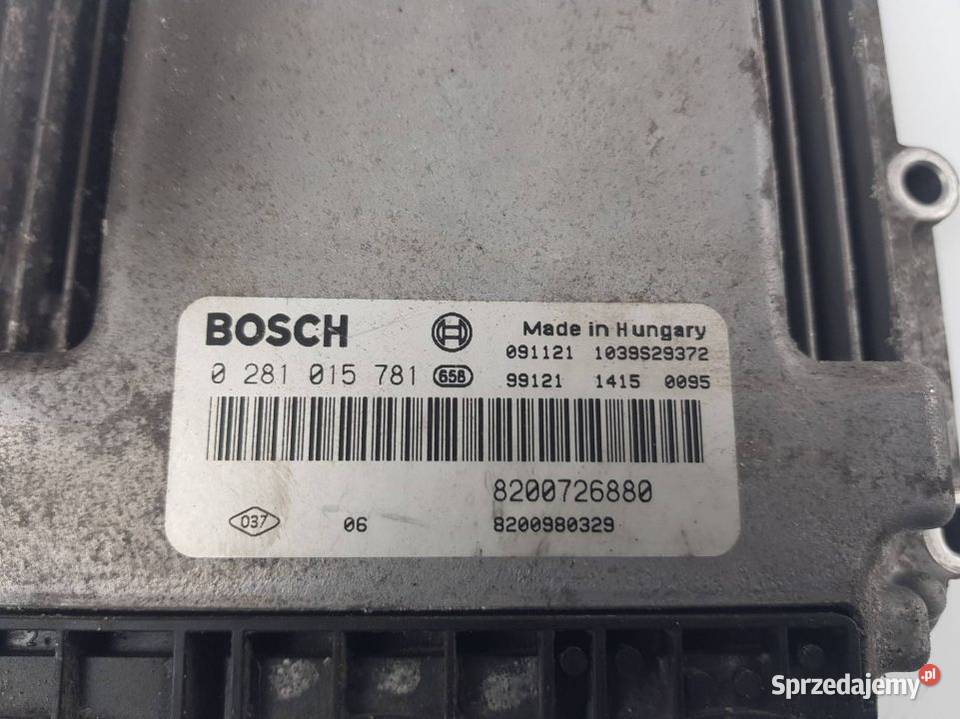 BOSCH
Made in Hungary
091121 1039S29372
0 281 015 781 65B
99121 1415 0095
8200726880
037 06 8200980329
Sprzedajemy.pl